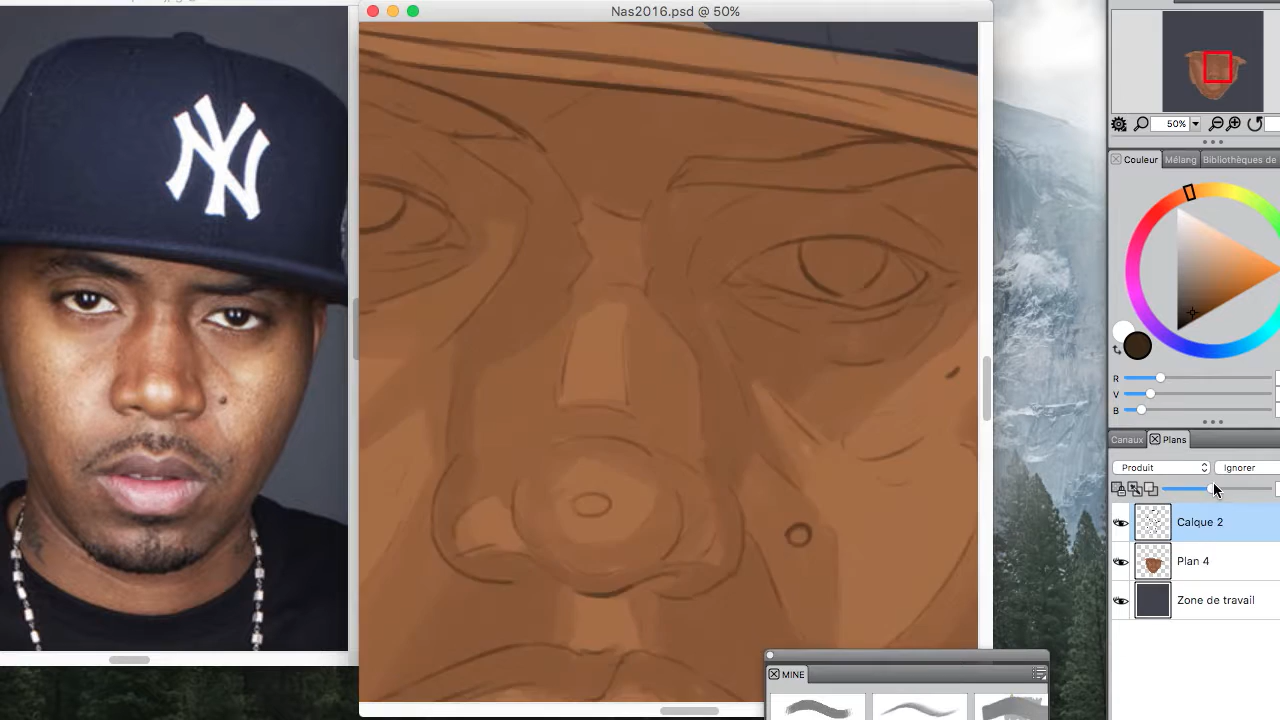 Nas2016.psd @ 50%
NY
50%
Couleur
Mélang
Bibliothèques de
R
V
B
Canaux
Plans
Produit
Ignorer
Calque 2
Plan 4
Zone de travail
MINE